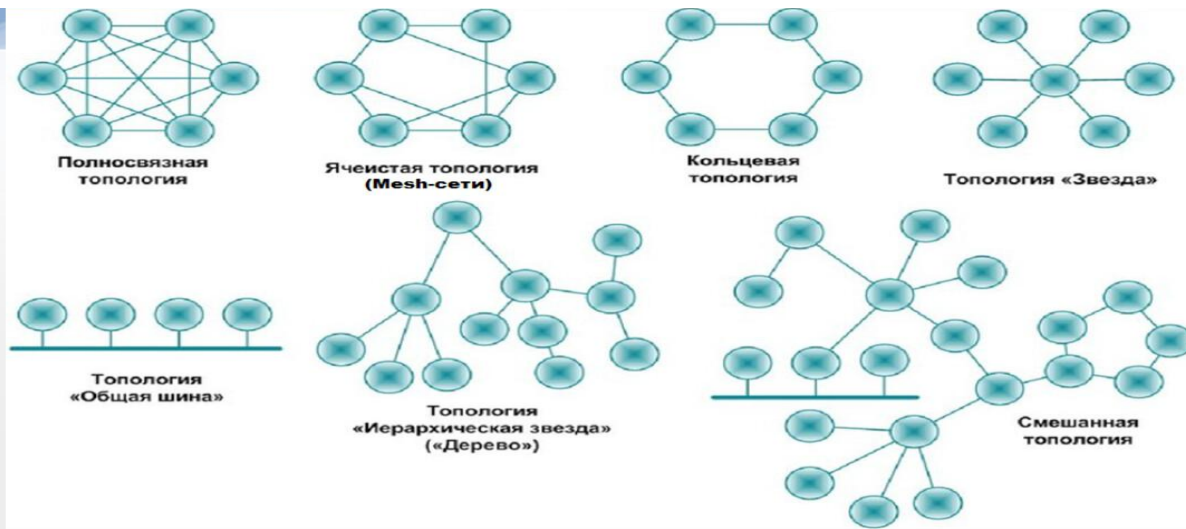 Полносвязная
топология
Ячеистая топология
(Mesh-сети)
Кольцевая
топология
Топология «Звезда»
Топология
«Общая шина»
Топология
«Иерархическая звезда»
(«Дерево»)
Смешанная
топология